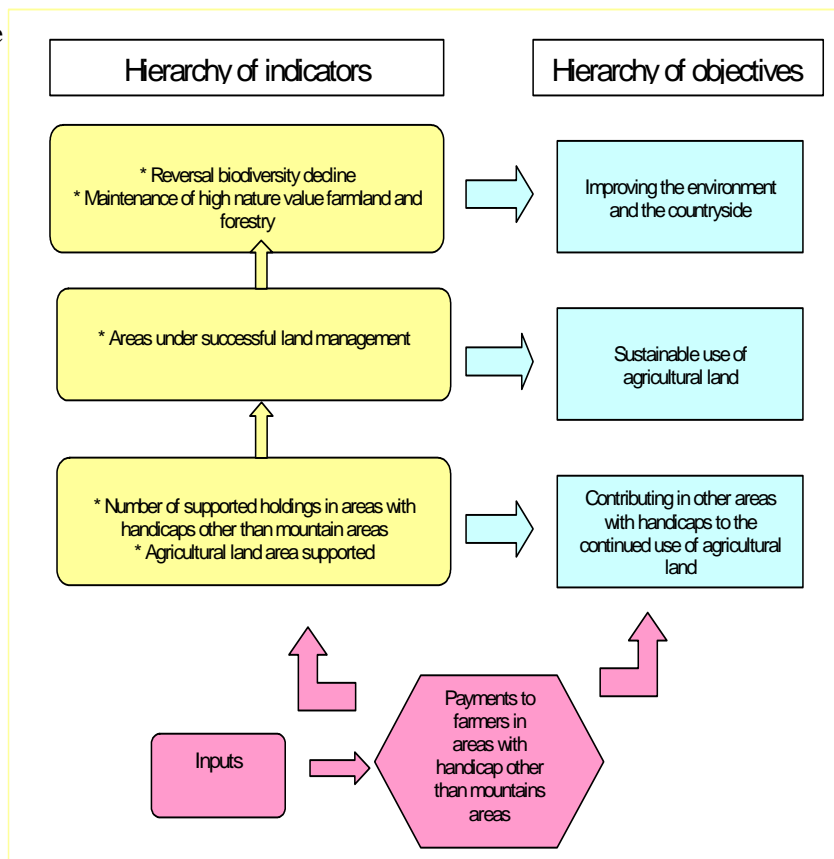 e
Hierarchy of indicators
Hierarchy of objectives
* Reversal biodiversity decline
* Maintenance of high nature value farmland and
forestry
Improving the environment
and the countryside
* Areas under successful land management
Sustainable use of
agricultural land
* Number of supported holdings in areas with
handicaps other than mountain areas
* Agricultural land area supported
Contributing in other areas
with handicaps to the
continued use of agricultural
land
Inputs
Payments to
farmers in
areas with
handicap other
than mountains
areas